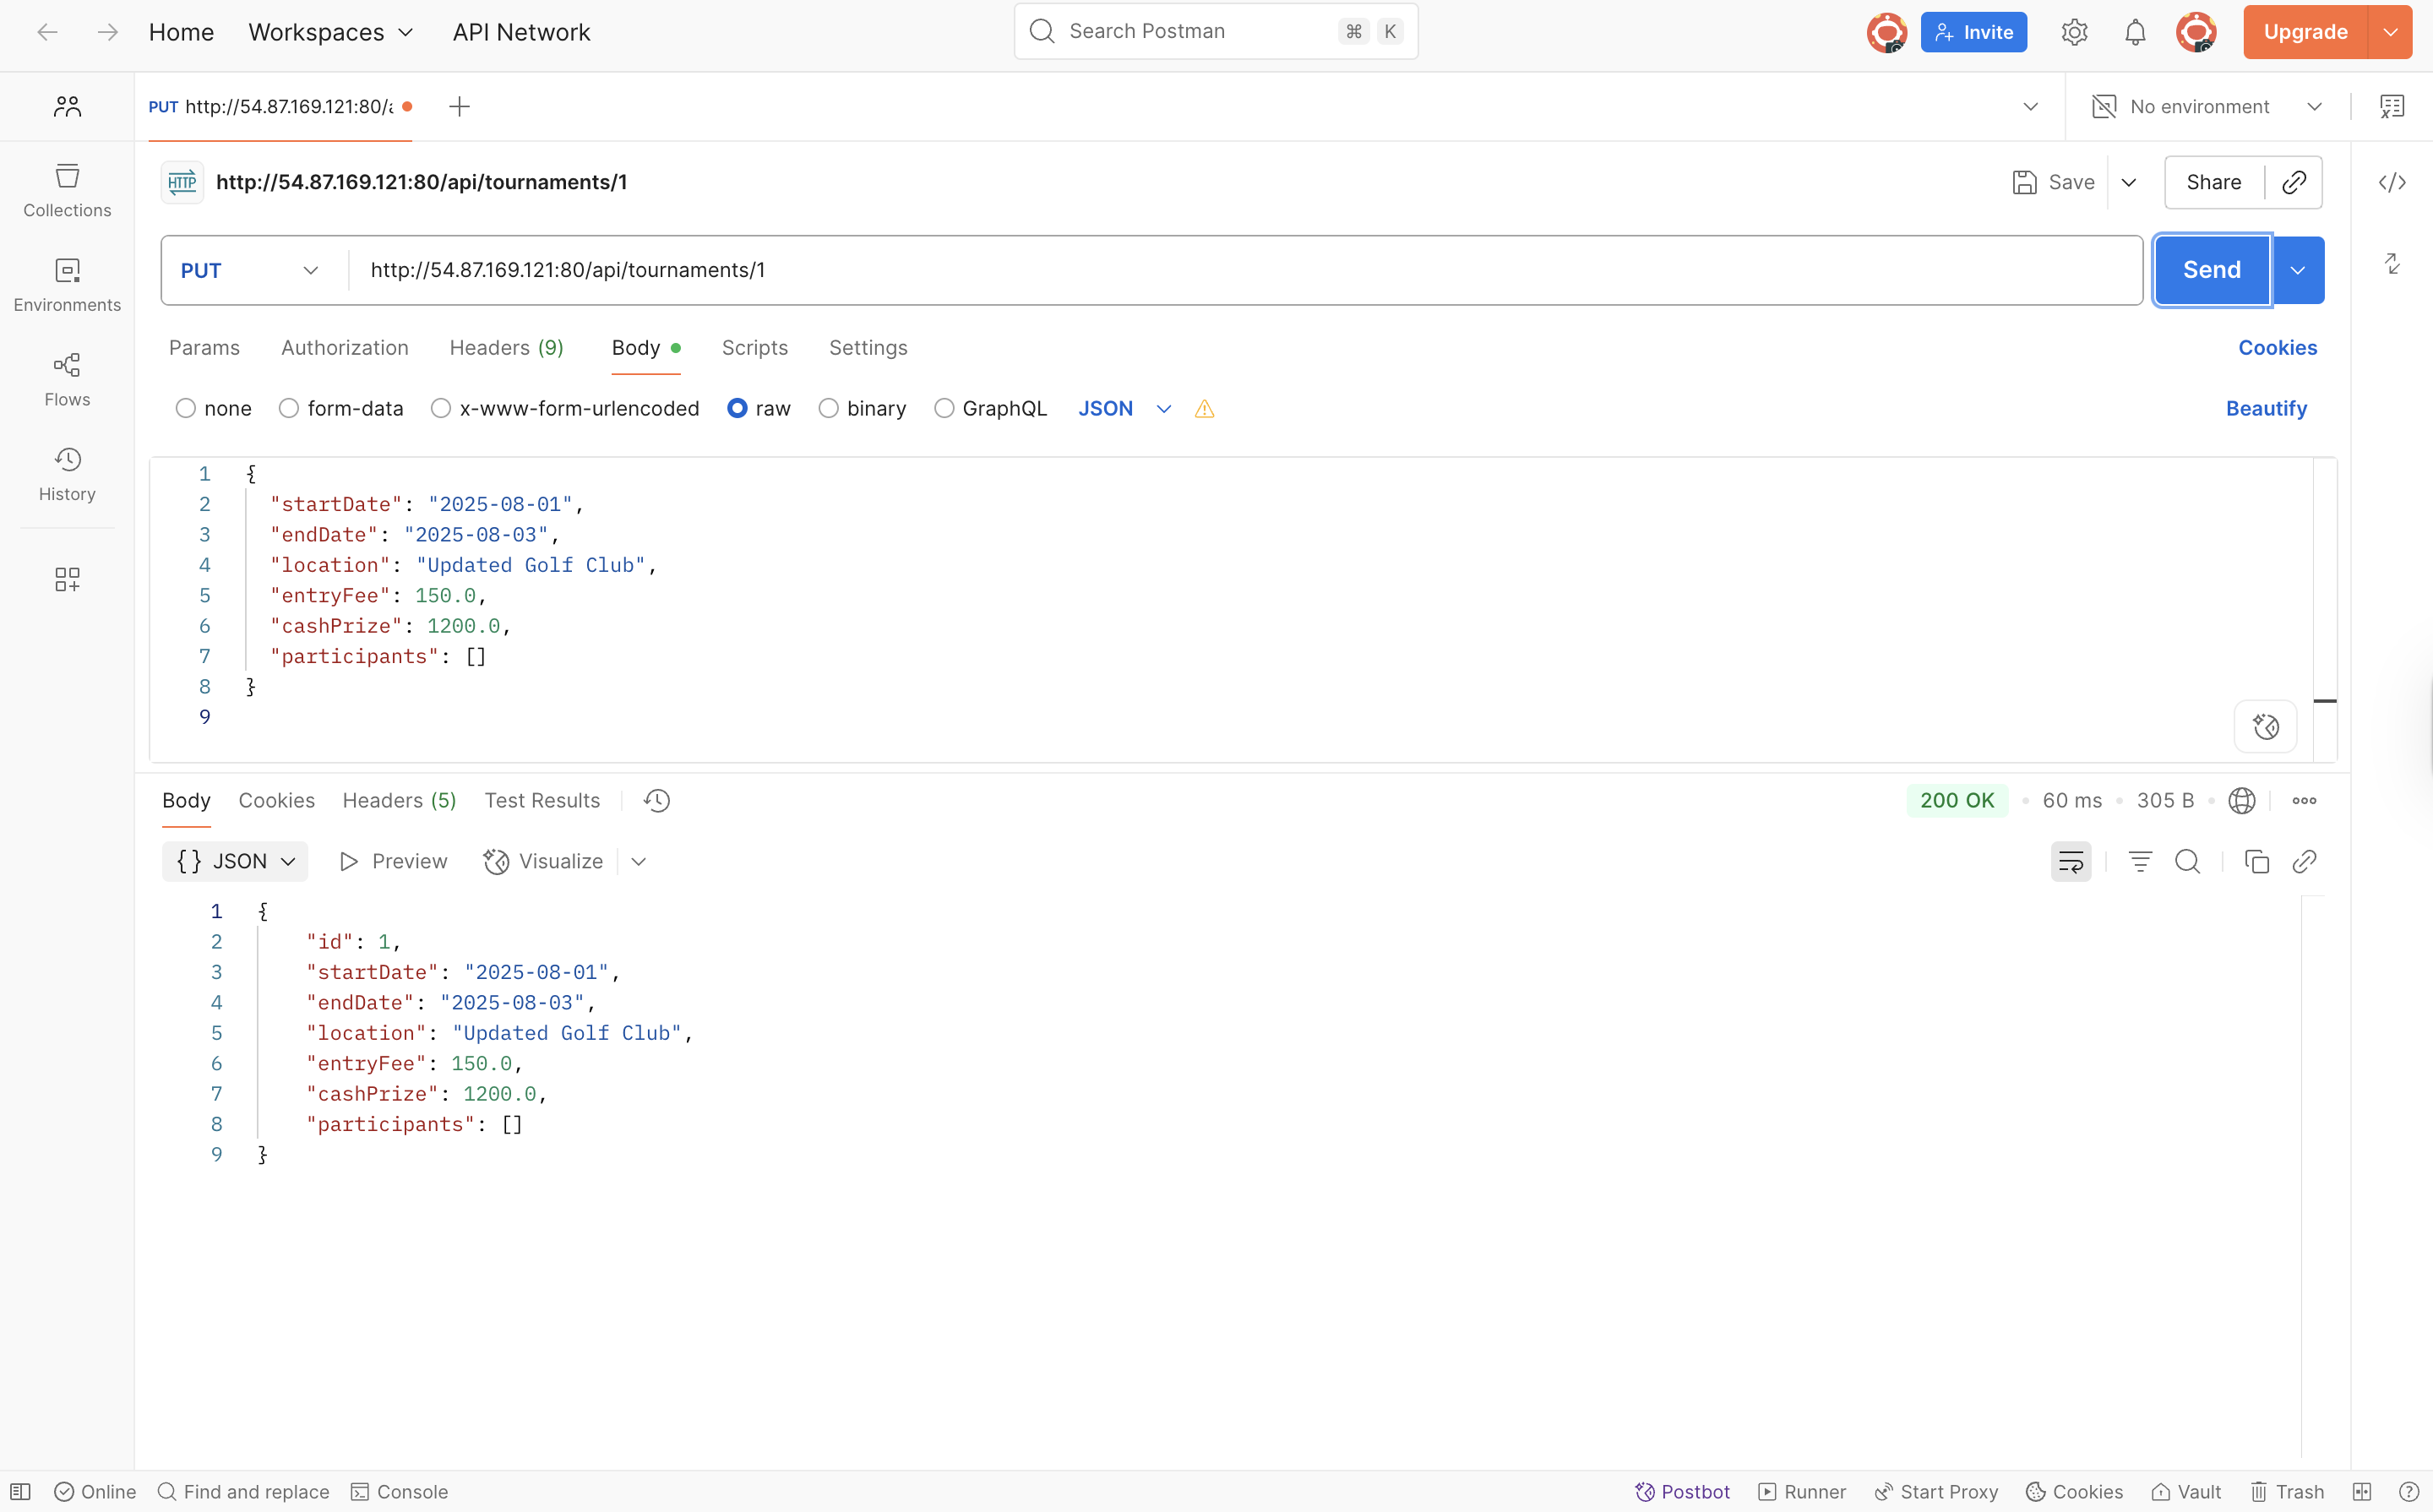 Home Workspaces API Network Search Postman ⌘ K Invite Upgrade
PUT http://54.87.169.121:80/a No environment
HTTP http://54.87.169.121:80/api/tournaments/1 Save Share
PUT http://54.87.169.121:80/api/tournaments/1 Send
Collections
Environments
Flows
History
Params Authorization Headers (9) Body Scripts Settings Cookies
none form-data x-www-form-urlencoded raw binary GraphQL JSON Beautify
1 {
2 "startDate": "2025-08-01",
3 "endDate": "2025-08-03",
4 "location": "Updated Golf Club",
5 "entryFee": 150.0,
6 "cashPrize": 1200.0,
7 "participants": []
8 }
9
Body Cookies Headers (5) Test Results 200 OK • 60 ms • 305 B
{} JSON Preview Visualize
1 {
2 "id": 1,
3 "startDate": "2025-08-01",
4 "endDate": "2025-08-03",
5 "location": "Updated Golf Club",
6 "entryFee": 150.0,
7 "cashPrize": 1200.0,
8 "participants": []
9 }
Online Find and replace Console Postbot Runner Start Proxy Cookies Vault Trash